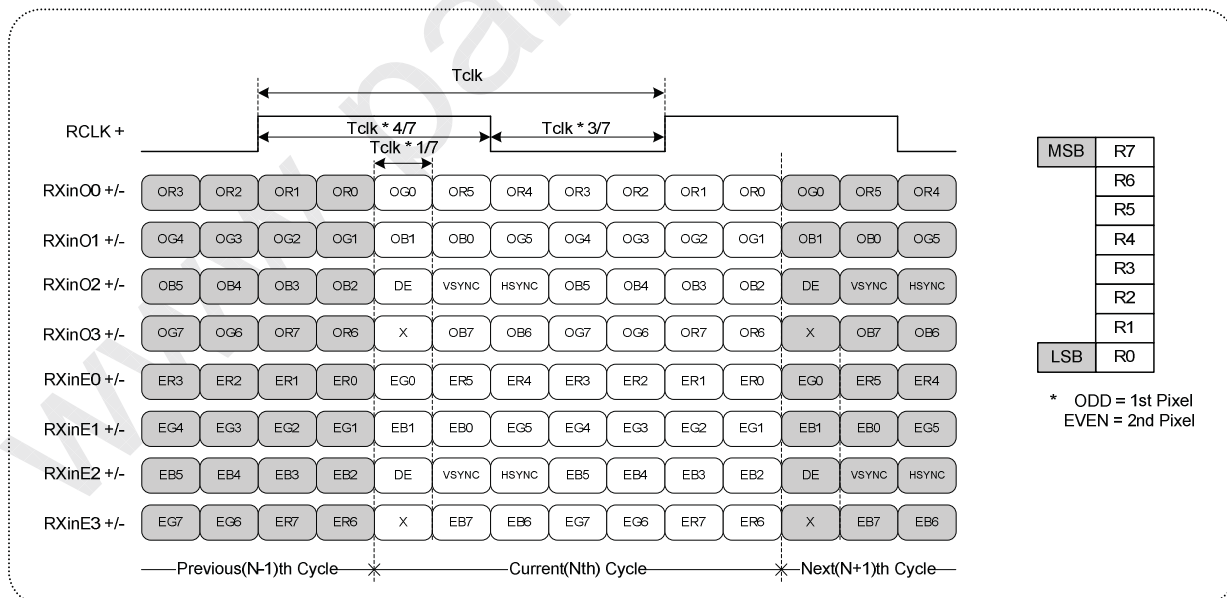 Tclk
RCLK +
Tclk * 4/7
Tclk * 3/7
Tclk * 1/7
RXinO0 +/- OR3 OR2 OR1 OR0 OG0 OR5 OR4 OR3 OR2 OR1 OR0 OG0 OR5 OR4
RXinO1 +/- OG4 OG3 OG2 OG1 OB1 OB0 OG5 OG4 OG3 OG2 OG1 OB1 OB0 OG5
RXinO2 +/- OB5 OB4 OB3 OB2 DE VSYNC HSYNC OB5 OB4 OB3 OB2 DE VSYNC HSYNC
RXinO3 +/- OG7 OG6 OR7 OR6 X OB7 OB6 OG7 OG6 OR7 OR6 X OB7 OB6
RXinE0 +/- ER3 ER2 ER1 ER0 EG0 ER5 ER4 ER3 ER2 ER1 ER0 EG0 ER5 ER4
RXinE1 +/- EG4 EG3 EG2 EG1 EB1 EB0 EG5 EG4 EG3 EG2 EG1 EB1 EB0 EG5
RXinE2 +/- EB5 EB4 EB3 EB2 DE VSYNC HSYNC EB5 EB4 EB3 EB2 DE VSYNC HSYNC
RXinE3 +/- EG7 EG6 ER7 ER6 X EB7 EB6 EG7 EG6 ER7 ER6 X EB7 EB6
Previous(N-1)th Cycle Current(Nth) Cycle Next(N+1)th Cycle
MSB R7
R6
R5
R4
R3
R2
R1
LSB R0
* ODD = 1st Pixel
EVEN = 2nd Pixel
www.pa